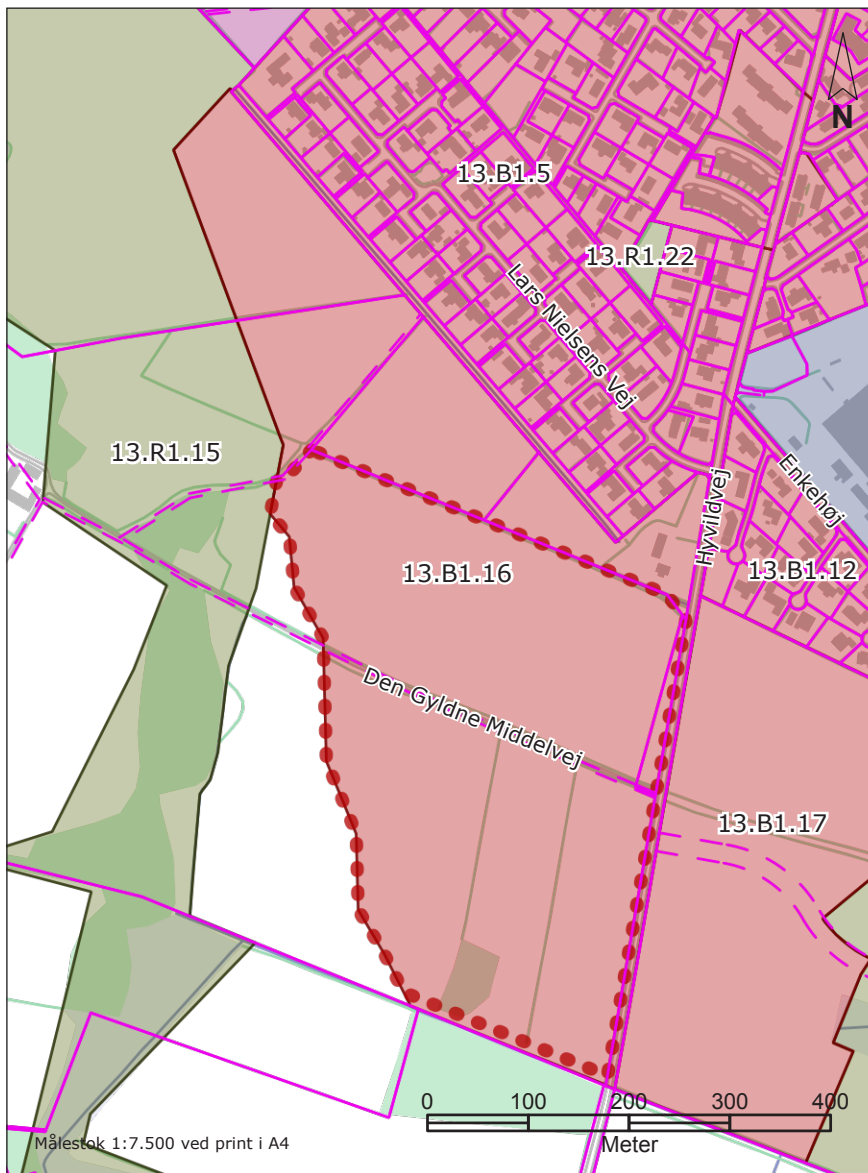 N
13.B1.5
13.R1.22
Lars Nielsens Vej
13.R1.15
Enkehøj
Hyvildvej
13.B1.16
13.B1.12
Den Gyldne Middelvej
13.B1.17
0 100 200 300 400
Målestok 1:7.500 ved print i A4
Meter